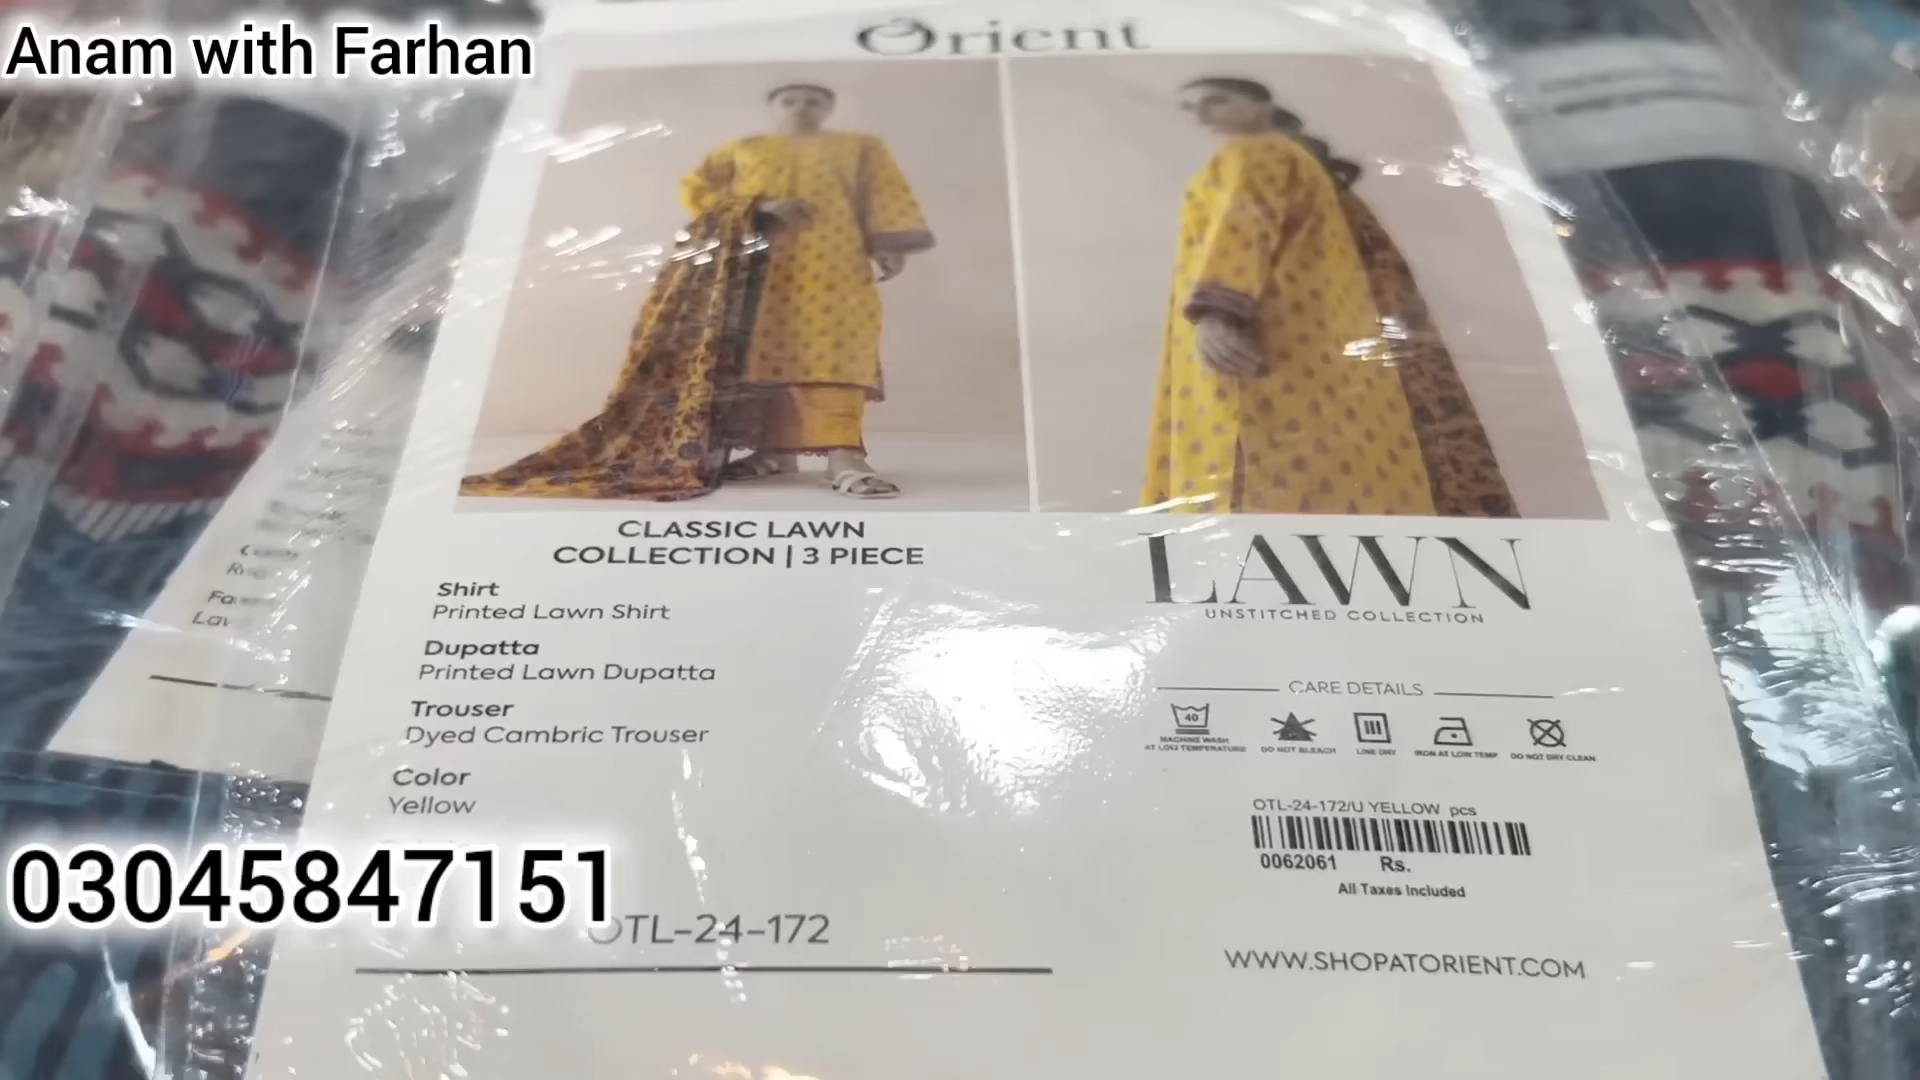 Anam with Farhan
Orient
CLASSIC LAWN
COLLECTION | 3 PIECE
Shirt
Printed Lawn Shirt
Dupatta
Printed Lawn Dupatta
Trouser
Dyed Cambric Trouser
Color
Yellow
03045847151
OTL-24-172
LAWN
UNSTITCHED COLLECTION
CARE DETAILS
40
MACHINE WASH
AT LOW TEMPERATURE
DO NOT BLEACH
LINE DRY
IRON AT LOW TEMP
DO NOT DRY CLEAN
OTL-24-172/U YELLOW pcs
0062061 Rs.
All Taxes Included
WWW.SHOPATORIENT.COM